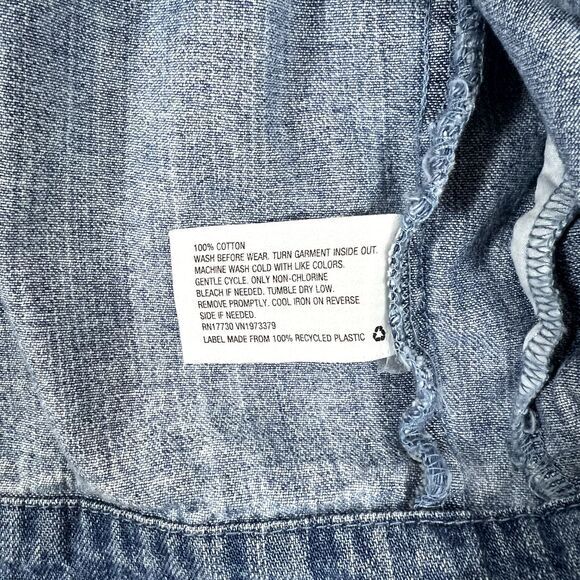 100% COTTON
WASH BEFORE WEAR. TURN GARMENT INSIDE OUT.
MACHINE WASH COLD WITH LIKE COLORS.
GENTLE CYCLE. ONLY NON-CHLORINE
BLEACH IF NEEDED. TUMBLE DRY LOW.
REMOVE PROMPTLY. COOL IRON ON REVERSE
SIDE IF NEEDED.
RN17730 VN1973379
LABEL MADE FROM 100% RECYCLED PLASTIC